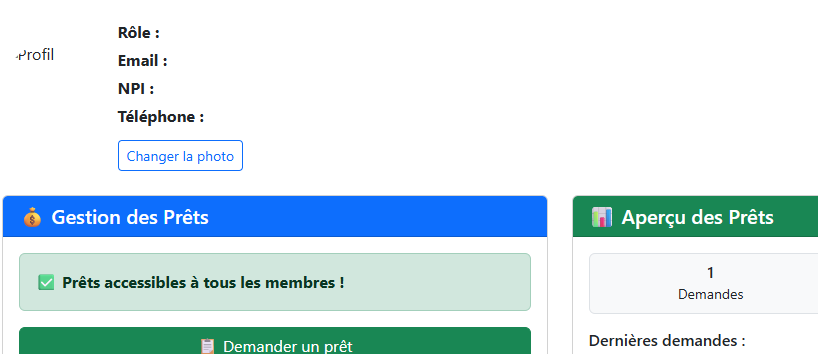 Profil
Rôle :
Email :
NPI :
Téléphone :
Changer la photo
Gestion des Prêts
Prêts accessibles à tous les membres !
Demander un prêt
Aperçu des Prêts
1
Demandes
Dernières demandes :